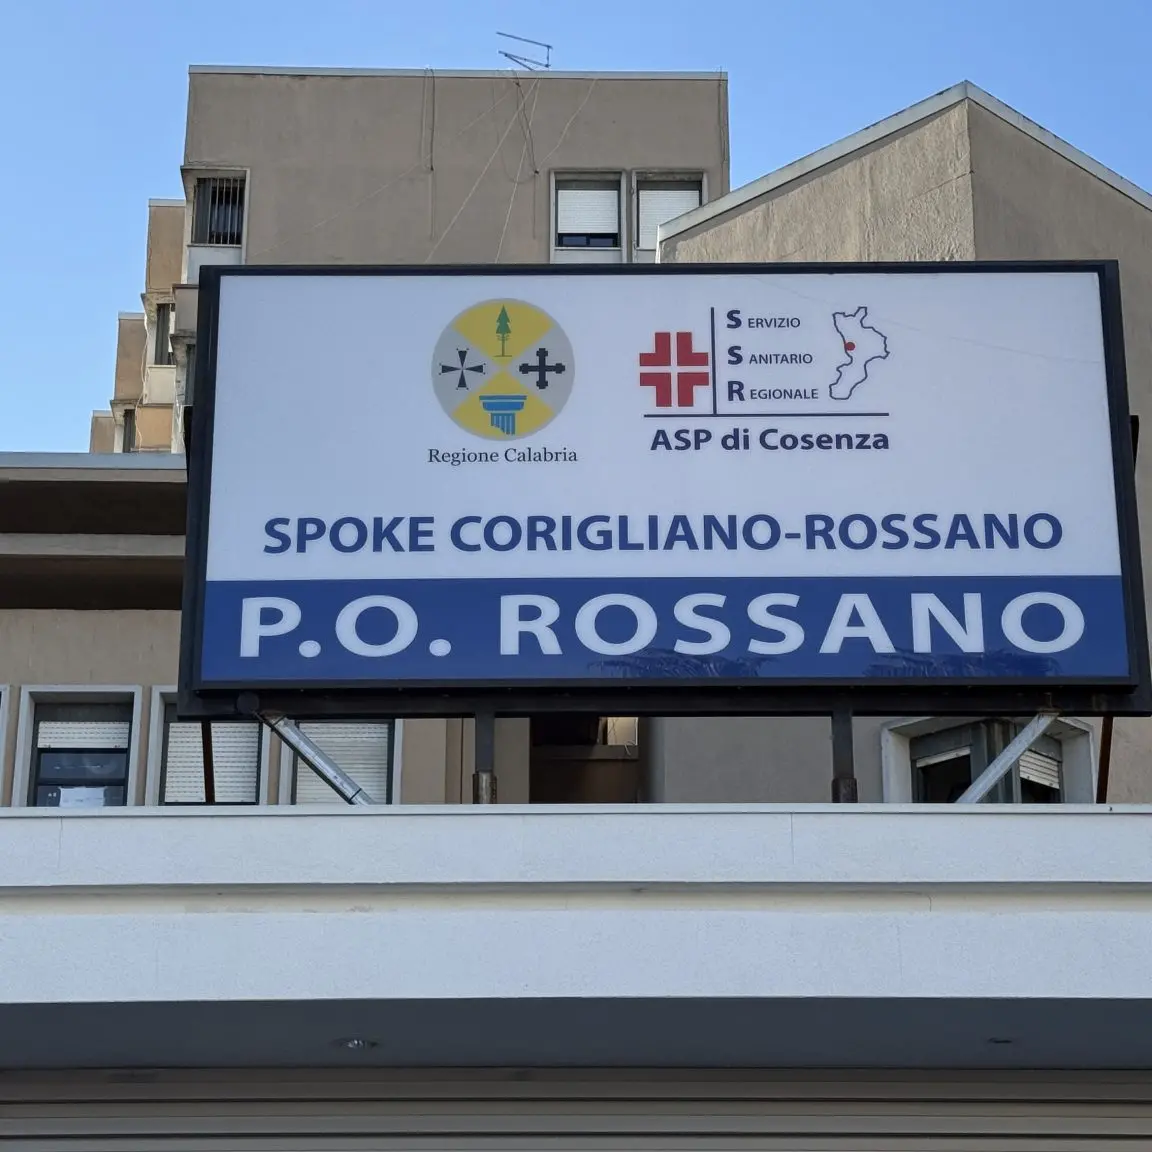 Regione Calabria
SERVIZIO
SANITARIO
REGIONALE
ASP di Cosenza
SPOKE CORIGLIANO-ROSSANO
P.O. ROSSANO